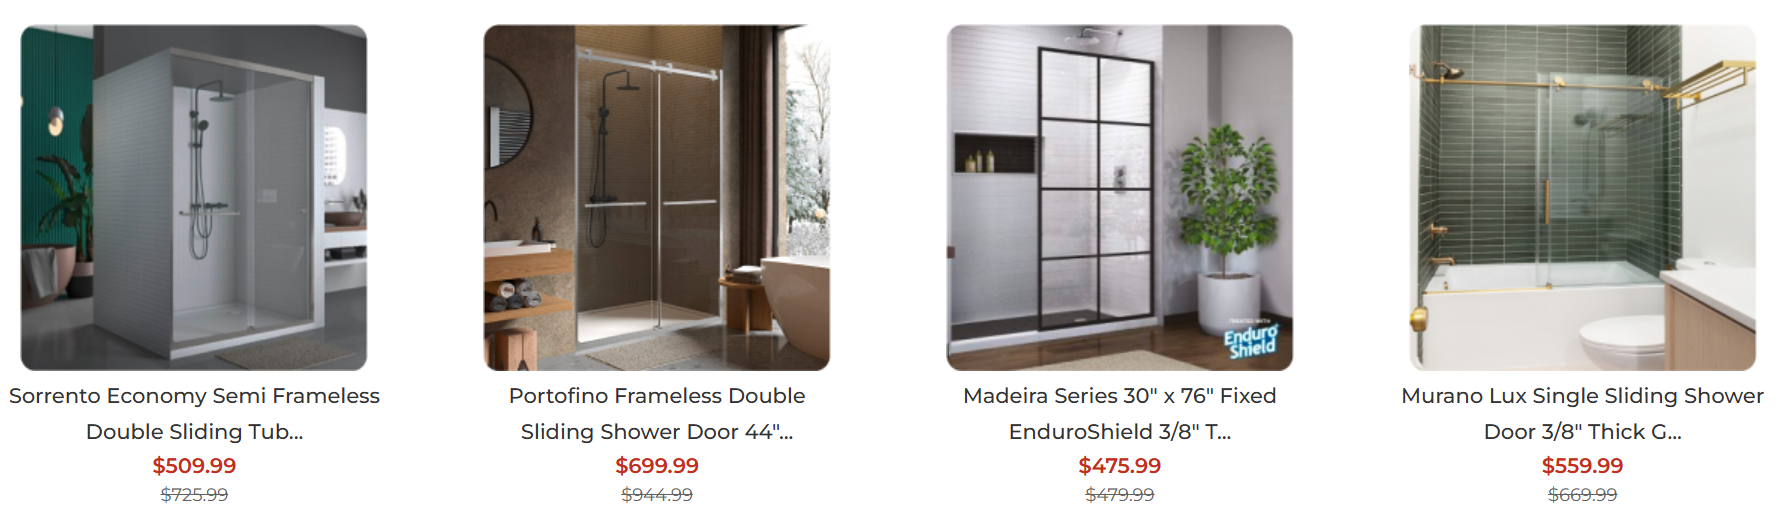 TREATED WITH
Enduro
Shield
Sorrento Economy Semi Frameless
Double Sliding Tub...
$509.99
$725.99
Portofino Frameless Double
Sliding Shower Door 44"...
$699.99
$944.99
Madeira Series 30" x 76" Fixed
EnduroShield 3/8" T...
$475.99
$479.99
Murano Lux Single Sliding Shower
Door 3/8" Thick G...
$559.99
$669.99